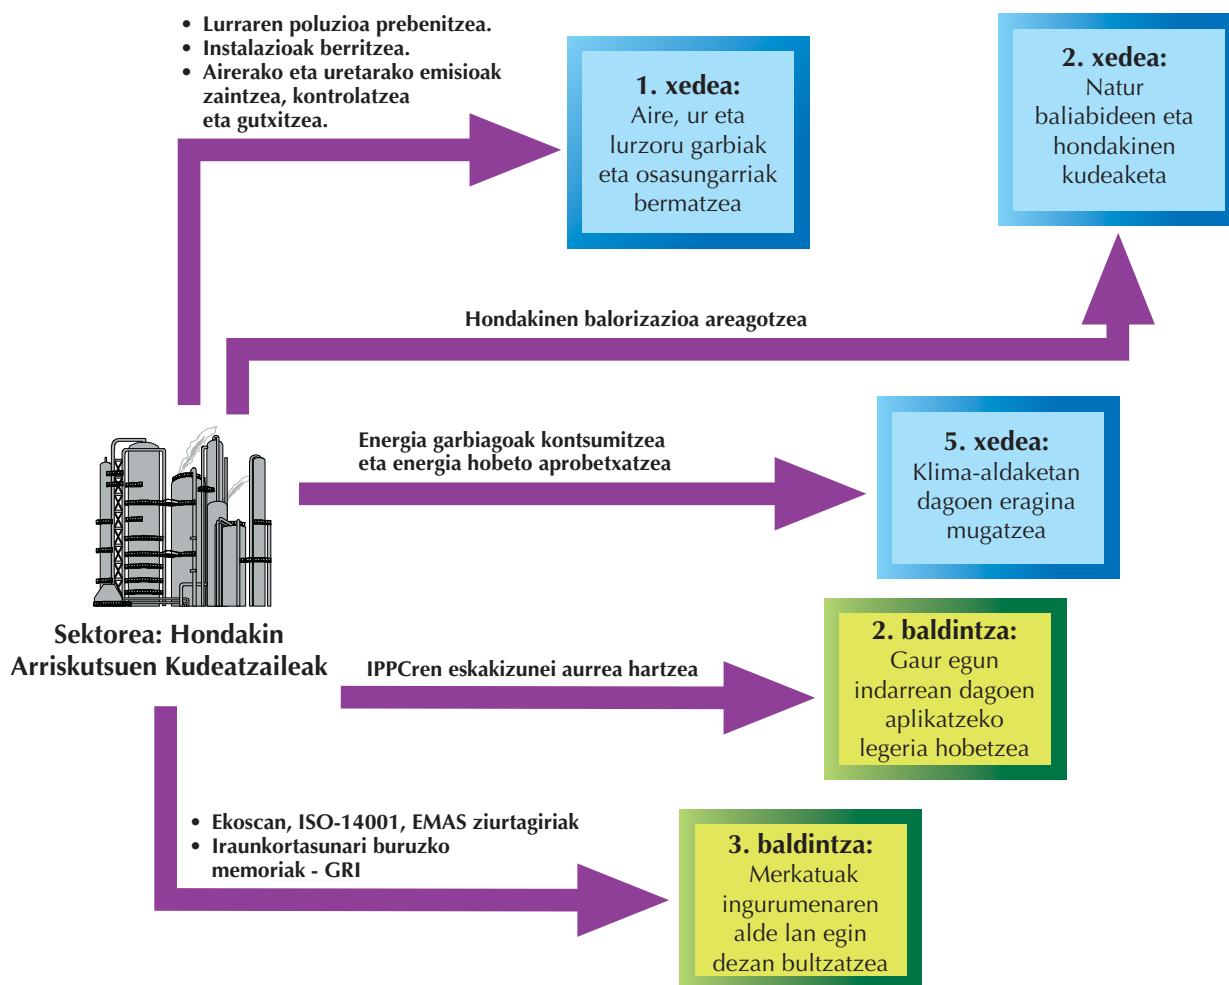 • Lurraren poluzioa prebenitzea.
• Instalazioak berritzea.
• Airerako eta uretarako emisioak
zaintzea, kontrolatzea
eta gutxitzea.
1. xedea:
Aire, ur eta
lurzoru garbiak
eta osasungarriak
bermatzea
2. xedea:
Natur
baliabideen eta
hondakinen
kudeaketa
Hondakinen balorizazioa areagotzea
Energia garbiagoak kontsumitzea
eta energia hobeto aprobetxatzea
5. xedea:
Klima-aldaketan
dagoen eragina
mugatzea
Sektorea: Hondakin
Arriskutsuen Kudeatzaileak
IPPCren eskakizunei aurrea hartzea
2. baldintza:
Gaur egun
indarrean dagoen
aplikatzeko
legeria hobetzea
• Ekoscan, ISO-14001, EMAS ziurtagiriak
• Iraunkortasunari buruzko
memoriak - GRI
3. baldintza:
Merkatuak
ingurumenaren
alde lan egin
dezan bultzatzea